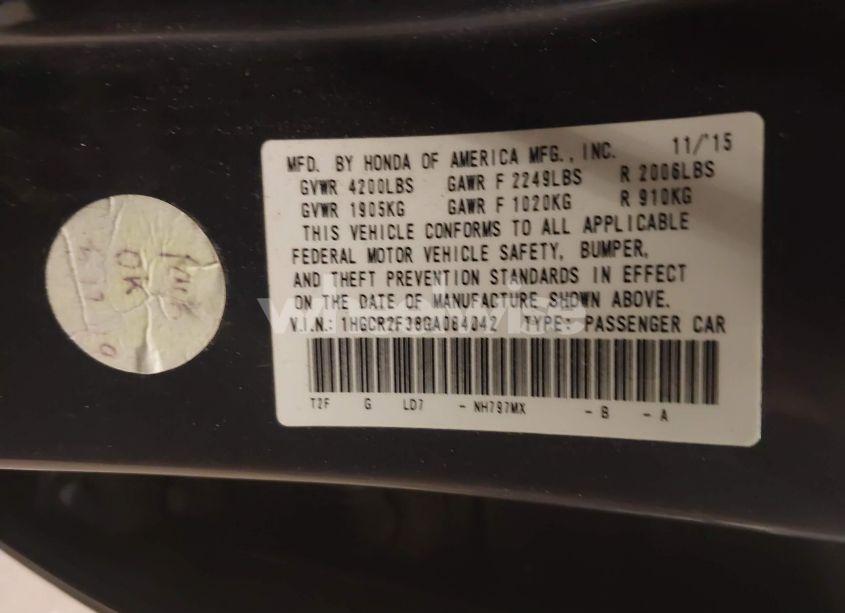 11/'15
MFD. BY HONDA OF AMERICA MFG., INC.
GVWR 4200LBS GAWR F 2249LBS R 2006LBS
GVWR 1905KG GAWR F 1020KG R 910KG
THIS VEHICLE CONFORMS TO ALL APPLICABLE
FEDERAL MOTOR VEHICLE SAFETY, BUMPER,
AND THEFT PREVENTION STANDARDS IN EFFECT
ON THE DATE OF MANUFACTURE SHOWN ABOVE.
V.I.N.: 1HGCR2F38GA084042 TYPE: PASSENGER CAR
T2F G LD7 - NH797MX - B - A
OK